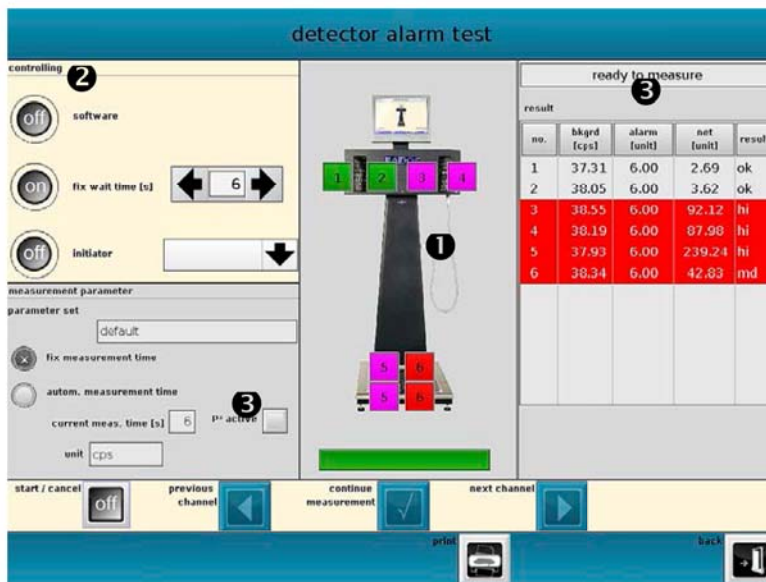 detector alarm test
controlling
❷
off software
on fix wait time [s] 6
off initiator
measurement parameter
parameter set
default
fix measurement time
autom. measurement time
current meas. time [s] 6
❸
active
unit cps
1 2 3 4
❶
5 6
5 6
ready to measure
❸
result
no. bkgrd [cps] alarm [unit] net [unit] resul
1 37.31 6.00 2.69 ok
2 38.05 6.00 3.62 ok
3 38.55 6.00 92.12 hi
4 38.19 6.00 87.98 hi
5 37.93 6.00 239.24 hi
6 38.34 6.00 42.83 md
start / cancel off
previous channel
continue measurement
next channel
print
back